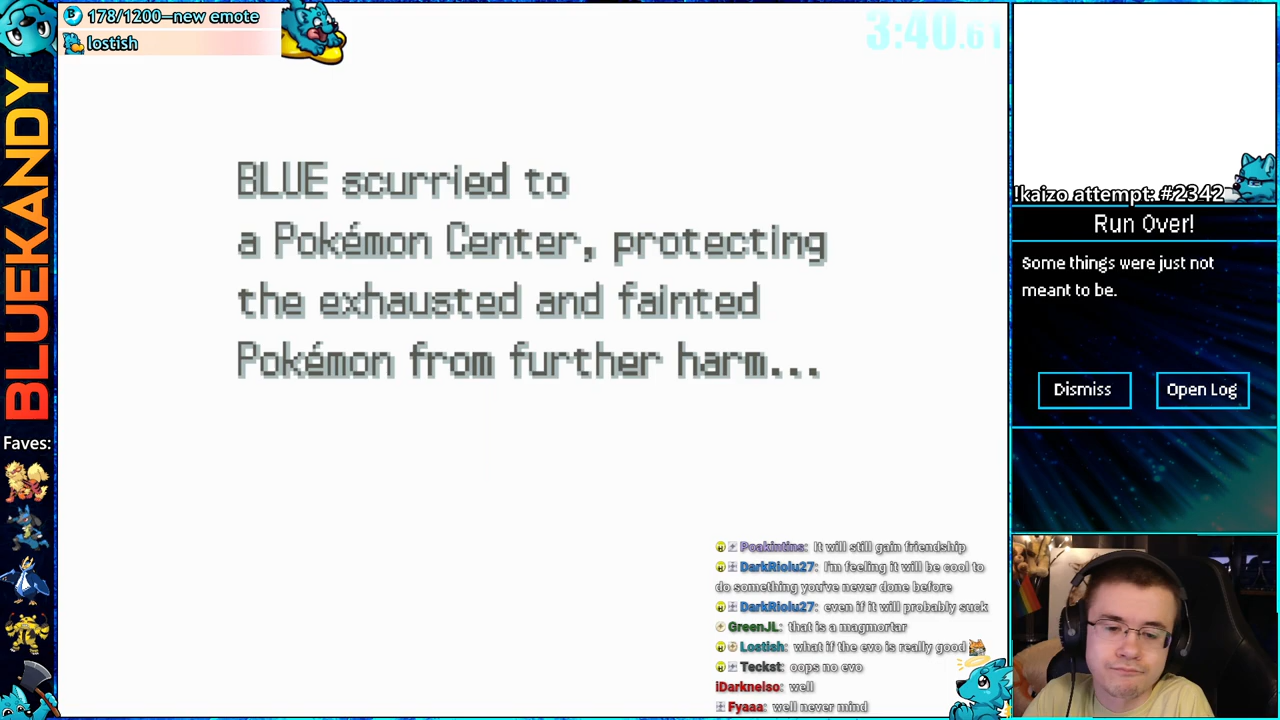 178/1200—new emote
lostish
3:40.61
BLUEKANDY
Faves:
BLUE scurried to
a Pokémon Center, protecting
the exhausted and fainted
Pokémon from further harm...
!kaizo attempt: #2342
Run Over!
Some things were just not
meant to be.
Dismiss
Open Log
Poakintins: It will still gain friendship
DarkRiolu27: I'm feeling it will be cool to
do something you've never done before
DarkRiolu27: even if it will probably suck
GreenJL: that is a magmortar
Lostish: what if the evo is really good
Teckst: oops no evo
iDarknelso: well
Fyaaa: well never mind